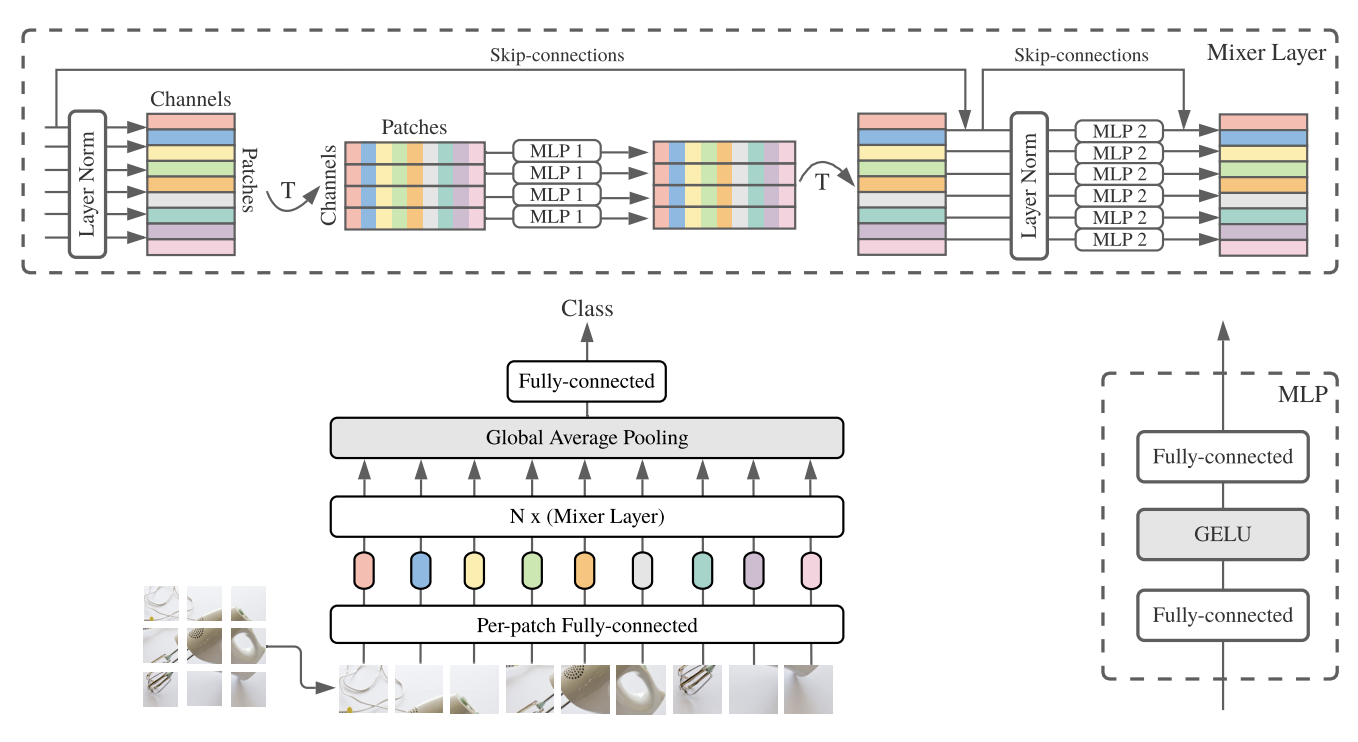 Skip-connections
Skip-connections
Mixer Layer
Channels
Layer Norm
Patches
T
Patches
Channels
MLP 1
MLP 1
MLP 1
MLP 1
T
Layer Norm
MLP 2
MLP 2
MLP 2
MLP 2
MLP 2
MLP 2
Class
Fully-connected
Global Average Pooling
N x (Mixer Layer)
Per-patch Fully-connected
MLP
Fully-connected
GELU
Fully-connected